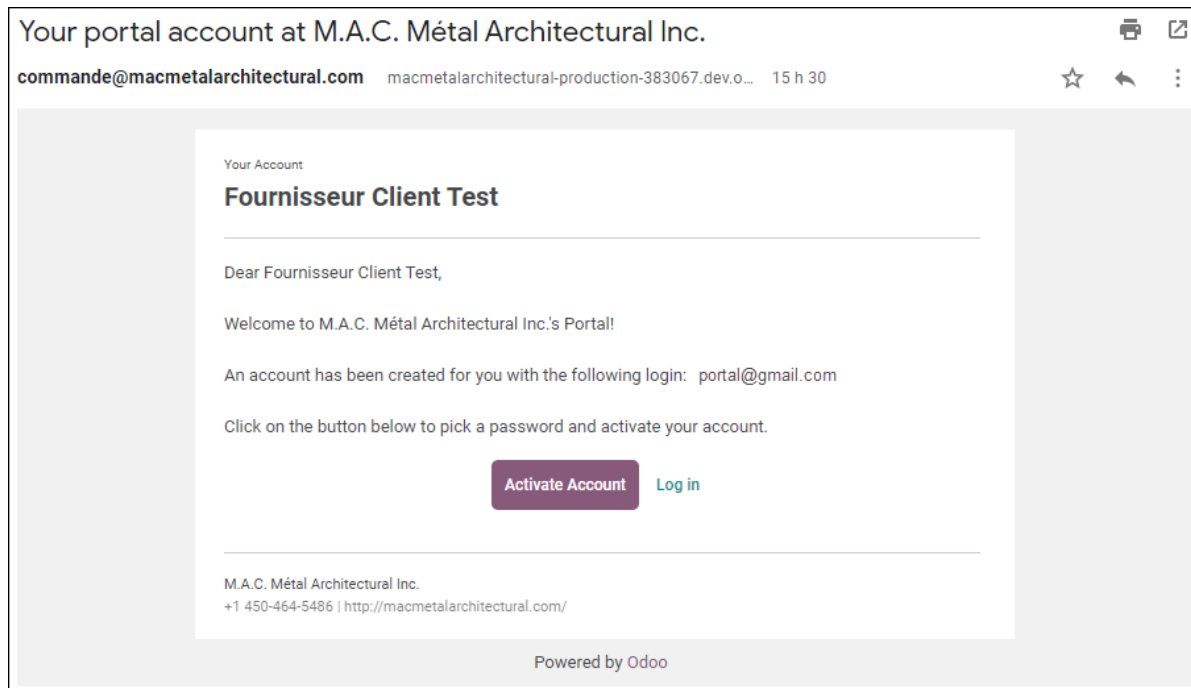 Your portal account at M.A.C. Métal Architectural Inc.
commande@macmetalarchitectural.com macmetalarchitectural-production-383067.dev.o... 15 h 30
Your Account
Fournisseur Client Test
Dear Fournisseur Client Test,
Welcome to M.A.C. Métal Architectural Inc.'s Portal!
An account has been created for you with the following login: portal@gmail.com
Click on the button below to pick a password and activate your account.
Activate Account Log in
M.A.C. Métal Architectural Inc.
+1 450-464-5486 | http://macmetalarchitectural.com/
Powered by Odoo